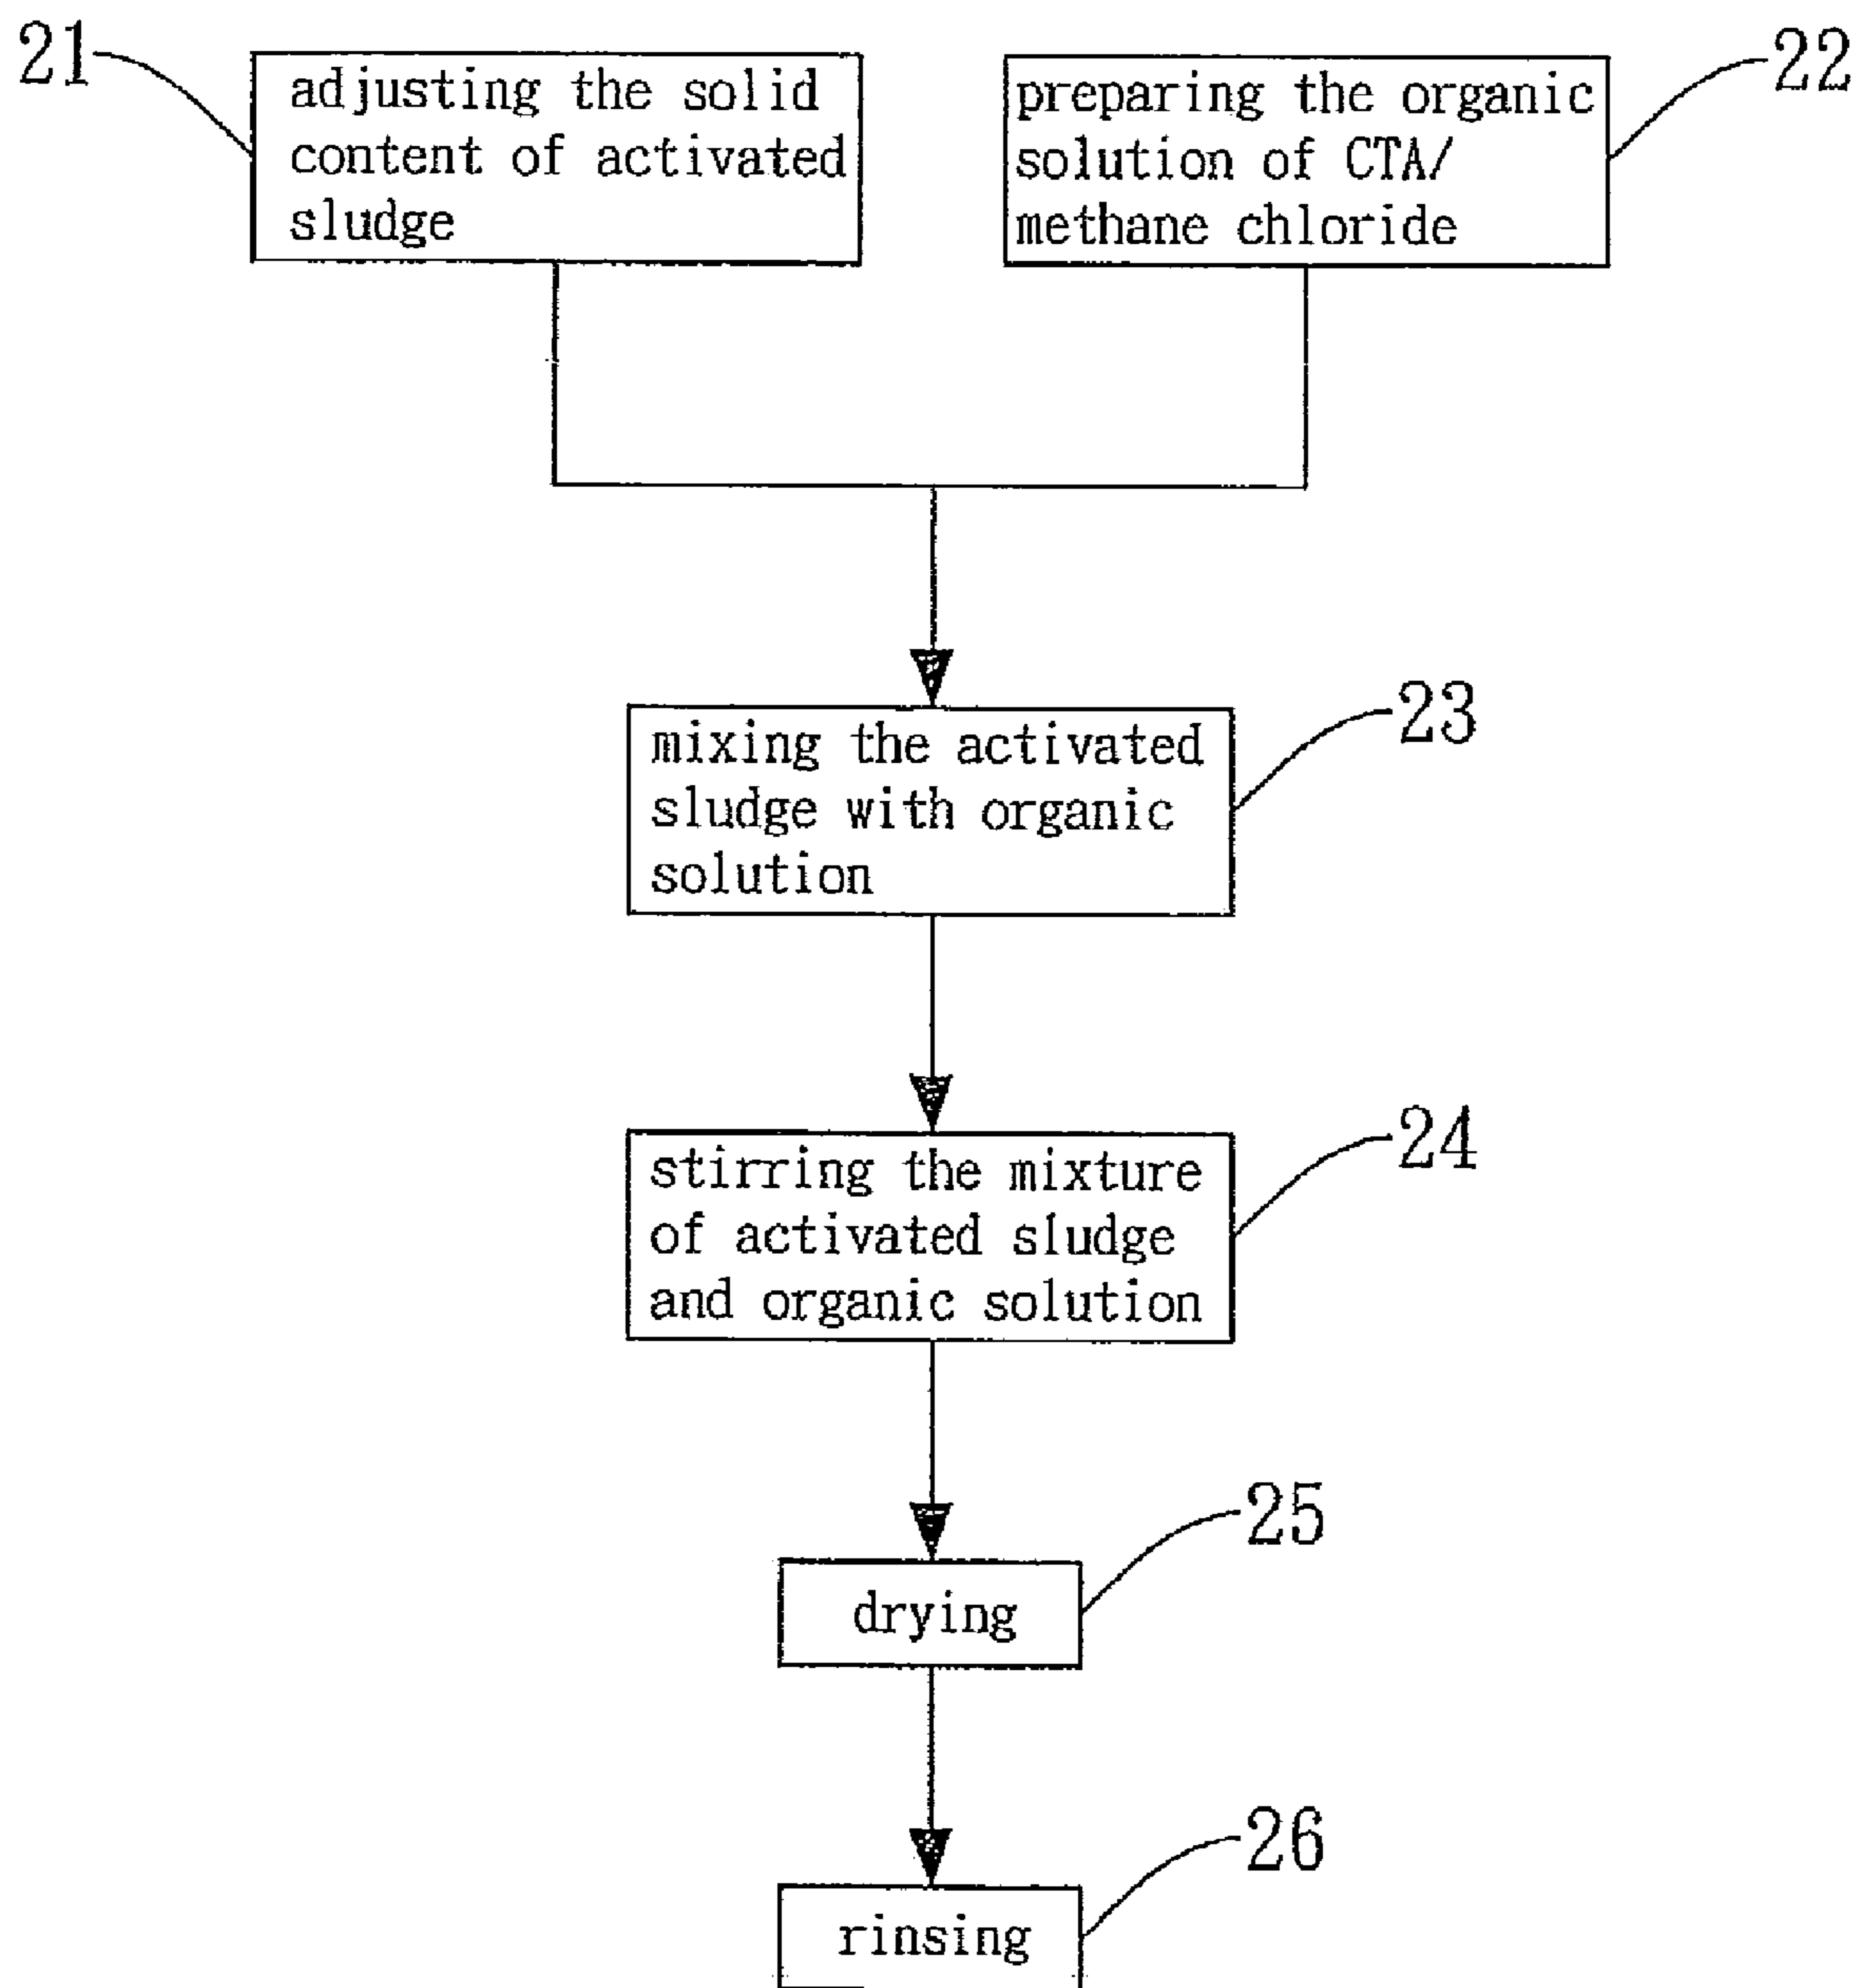 21
adjusting the solid
content of activated
sludge
22
preparing the organic
solution of CTA/
methane chloride
23
mixing the activated
sludge with organic
solution
24
stirring the mixture
of activated sludge
and organic solution
25
drying
26
rinsing